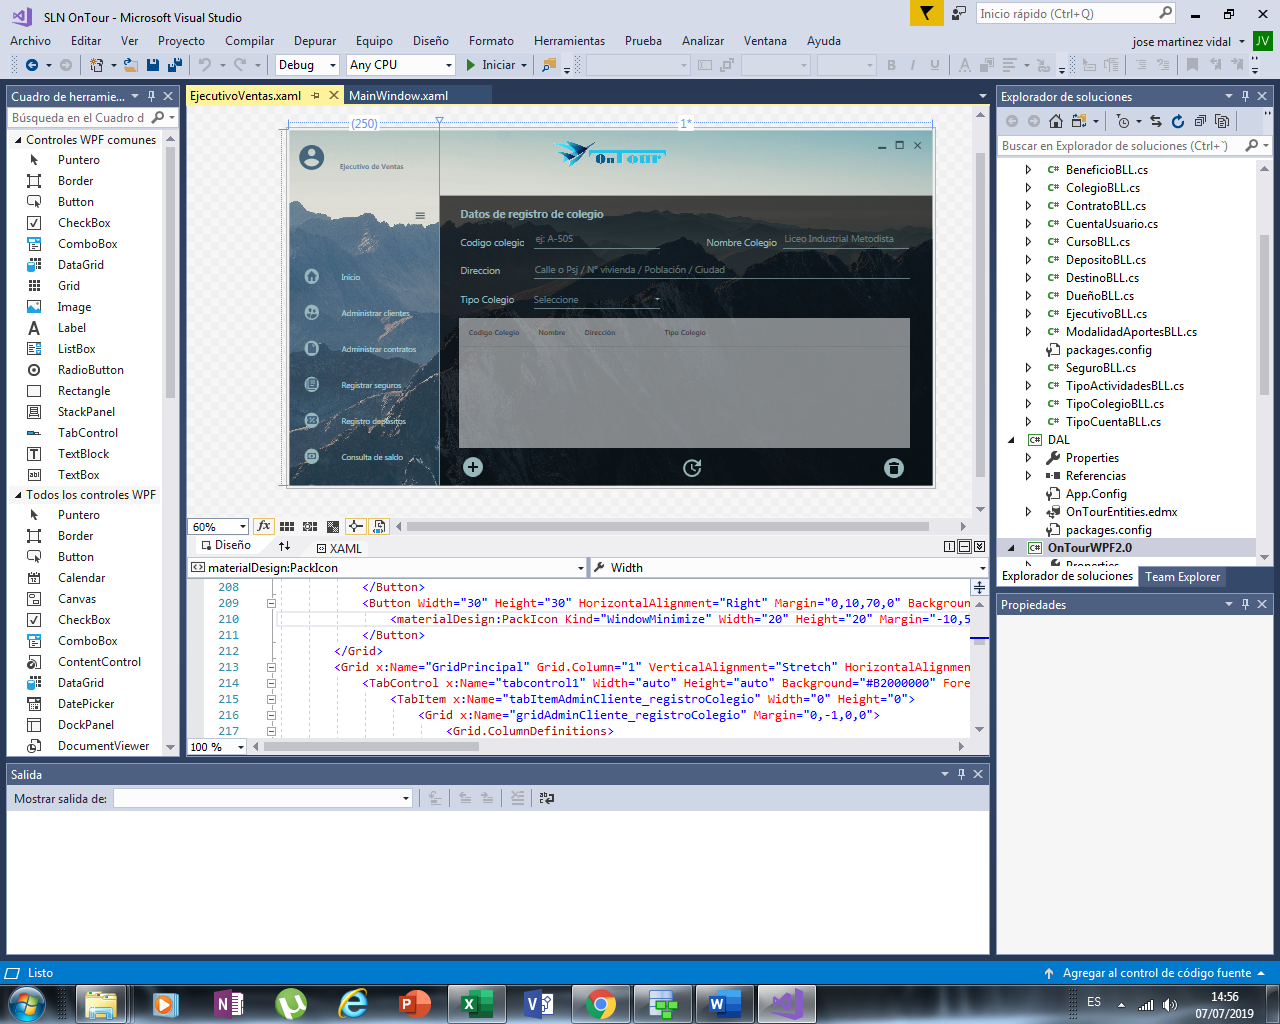 SLN OnTour - Microsoft Visual Studio
Inicio rápido (Ctrl+Q)
Archivo Editar Ver Proyecto Compilar Depurar Equipo Diseño Formato Herramientas Prueba Analizar Ventana Ayuda
jose martinez vidal JV
Debug Any CPU Iniciar
Cuadro de herramie...
Búsqueda en el Cuadro d
Controles WPF comunes
Puntero
Border
Button
CheckBox
ComboBox
DataGrid
Grid
Image
Label
ListBox
RadioButton
Rectangle
StackPanel
TabControl
TextBlock
TextBox
Todos los controles WPF
Puntero
Border
Button
Calendar
Canvas
CheckBox
ComboBox
ContentControl
DataGrid
DatePicker
DockPanel
DocumentViewer
EjecutivoVentas.xaml MainWindow.xaml
(250) 1*
Ejecutivo de Ventas
OnTour
Inicio
Administrar clientes
Administrar contratos
Registrar seguros
Registro depósitos
Consulta de saldo
Datos de registro de colegio
Codigo colegic ej: A-505 Nombre Colegio Liceo Industrial Metodista
Direccion Calle o Psj / N° vivienda / Población / Ciudad
Tipo Colegio Seleccione
Codigo Colegio Nombre Dirección Tipo Colegio
60% fx
Diseño XAML
materialDesign:PackIcon Width
208 </Button>
209 <Button Width="30" Height="30" HorizontalAlignment="Right" Margin="0,10,70,0" Backgroun
210 <materialDesign:PackIcon Kind="WindowMinimize" Width="20" Height="20" Margin="-10,5
211 </Button>
212 </Grid>
213 <Grid x:Name="GridPrincipal" Grid.Column="1" VerticalAlignment="Stretch" HorizontalAlignmen
214 <TabControl x:Name="tabcontrol1" Width="auto" Height="auto" Background="#B2000000" Fore
215 <TabItem x:Name="tabItemAdminCliente_registroColegio" Width="0" Height="0">
216 <Grid x:Name="gridAdminCliente_registroColegio" Margin="0,-1,0,0">
217 <Grid.ColumnDefinitions>
100 %
Explorador de soluciones
Buscar en Explorador de soluciones (Ctrl+`)
BeneficioBLL.cs
ColegioBLL.cs
ContratoBLL.cs
CuentaUsuario.cs
CursoBLL.cs
DepositoBLL.cs
DestinoBLL.cs
DueñoBLL.cs
EjecutivoBLL.cs
ModalidadAportesBLL.cs
packages.config
SeguroBLL.cs
TipoActividadesBLL.cs
TipoColegioBLL.cs
TipoCuentaBLL.cs
DAL
Properties
Referencias
App.Config
OnTourEntities.edmx
packages.config
OnTourWPF2.0
Properties
Explorador de soluciones Team Explorer
Propiedades
Salida
Mostrar salida de:
Listo
Agregar al control de código fuente
ES
14:56
07/07/2019